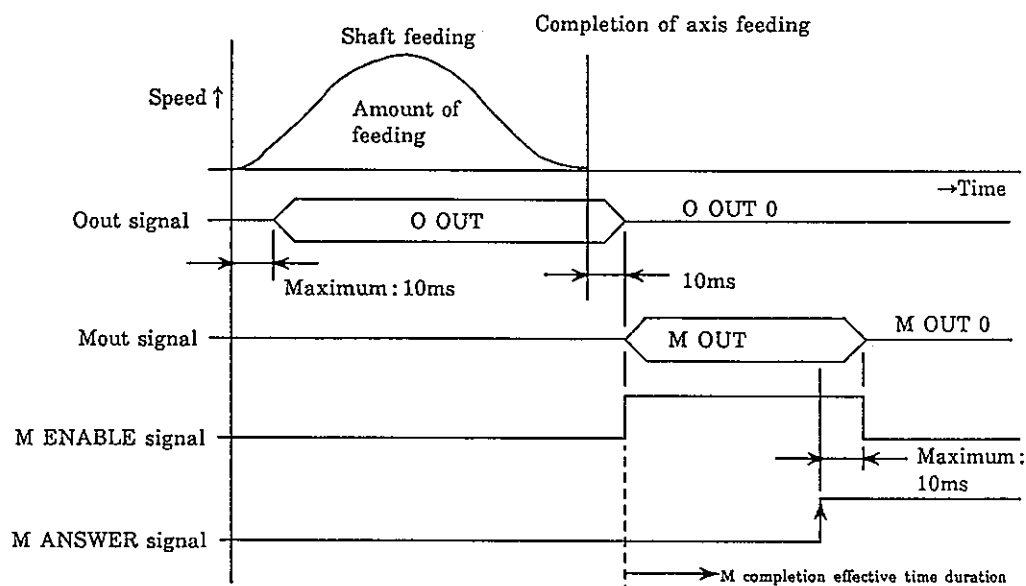 Shaft feeding
Completion of axis feeding
Speed ↑
Amount of
feeding
→Time
Oout signal
O OUT
O OUT 0
Maximum: 10ms
10ms
Mout signal
M OUT
M OUT 0
M ENABLE signal
Maximum:
10ms
M ANSWER signal
M completion effective time duration